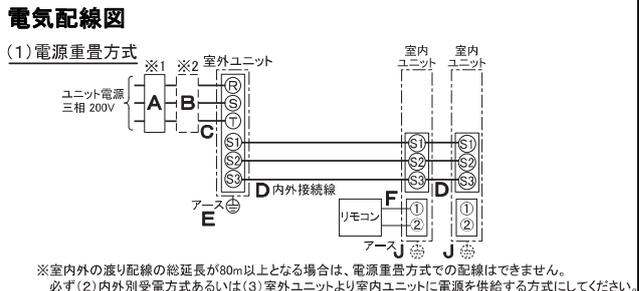 電気配線図
(1)電源重畳方式
※1 ※2 室外ユニット
室内 室内
ユニット ユニット
ユニット電源
三相 200V
A B C
R
S
T
S1 S1 S1
S2 S2 S2
S3 S3 S3
D 内外接続線 D
アース
E
F
リモコン
① ①
② ②
アース J J
※室内外の渡り配線の総延長が80m以上となる場合は、電源重畳方式での配線はできません。
必ず(2)内外別受電方式あるいは(3)室外ユニットより室内ユニットに電源を供給する方式にしてください。